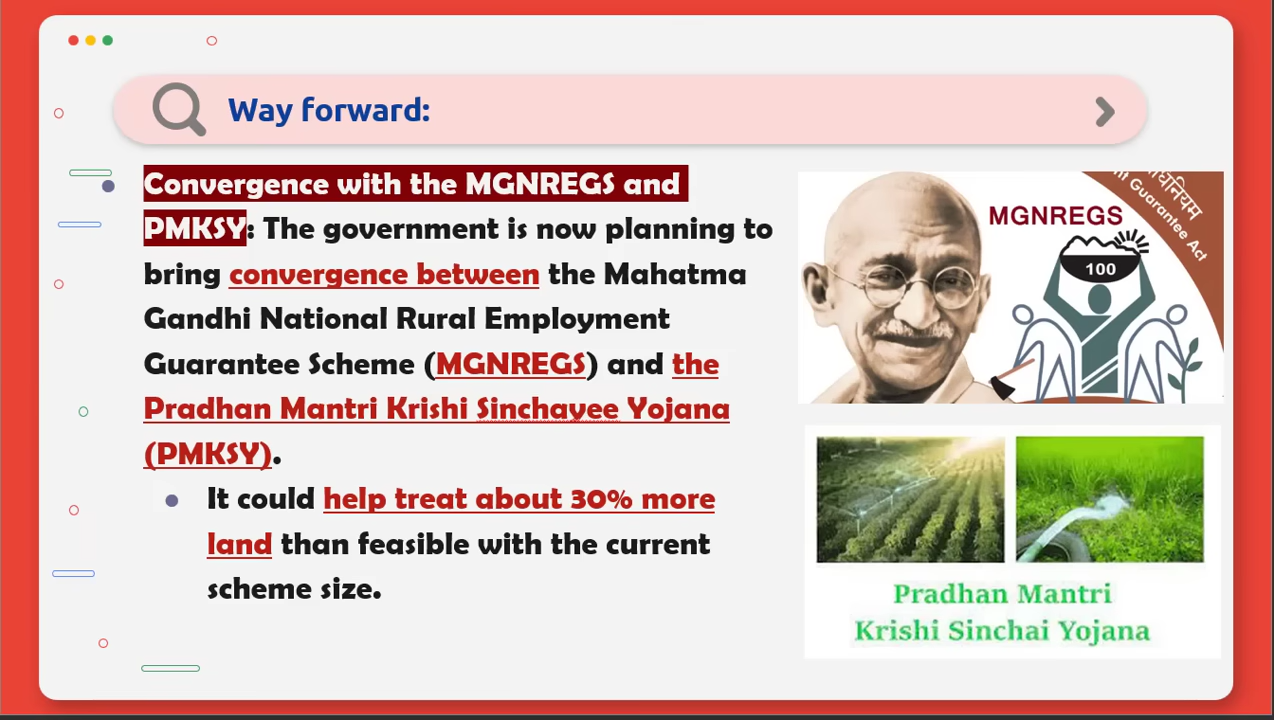 Way forward:
Convergence with the MGNREGS and
PMKSY: The government is now planning to
bring convergence between the Mahatma
Gandhi National Rural Employment
Guarantee Scheme (MGNREGS) and the
Pradhan Mantri Krishi Sinchayee Yojana
(PMKSY).
It could help treat about 30% more
land than feasible with the current
scheme size.
MGNREGS
100
Guarantee Act
Pradhan Mantri
Krishi Sinchai Yojana